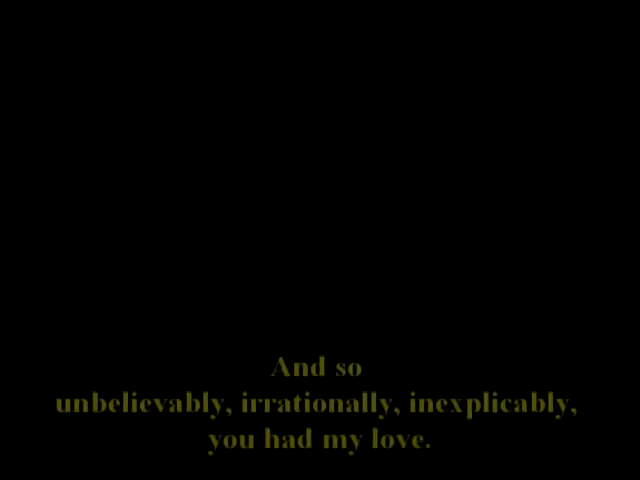 And so
unbelievably, irrationally, inexplicably,
you had my love.